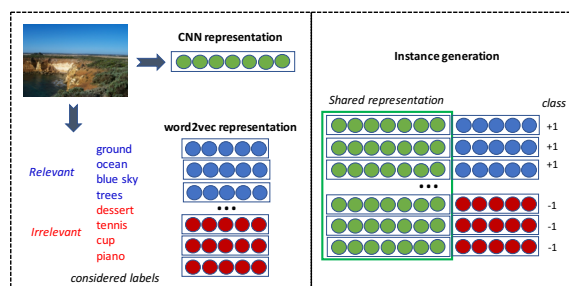 CNN representation
Relevant
ground
ocean
blue sky
trees
Irrelevant
dessert
tennis
cup
piano
considered labels
word2vec representation
...
Instance generation
Shared representation
class
+1
+1
+1
...
-1
-1
-1